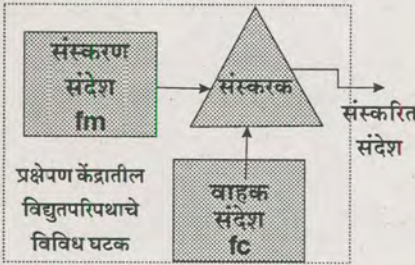 संस्करण
संदेश
fm
संस्करक
संस्करित
संदेश
प्रक्षेपण केंद्रातील
विद्युतपरिपथाचे
विविध घटक
वाहक
संदेश
fc